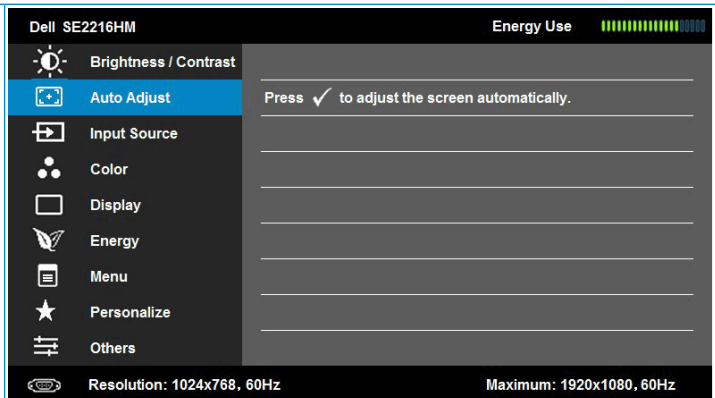 Dell SE2216HM Energy Use
Brightness / Contrast
Auto Adjust Press ✓ to adjust the screen automatically.
Input Source
Color
Display
Energy
Menu
Personalize
Others
Resolution: 1024x768, 60Hz Maximum: 1920x1080, 60Hz